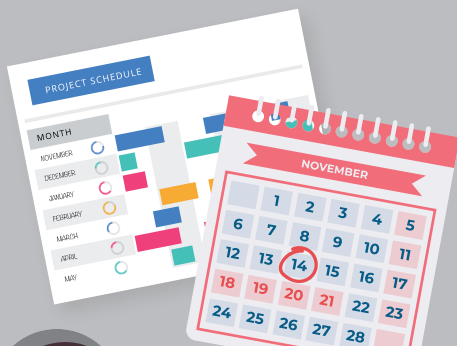 PROJECT SCHEDULE
MONTH
NOVEMBER
DECEMBER
JANUARY
FEBRUARY
MARCH
APRIL
MAY
NOVEMBER
1 2 3 4 5
6 7 8 9 10 11
12 13 14 15 16 17
18 19 20 21 22 23
24 25 26 27 28